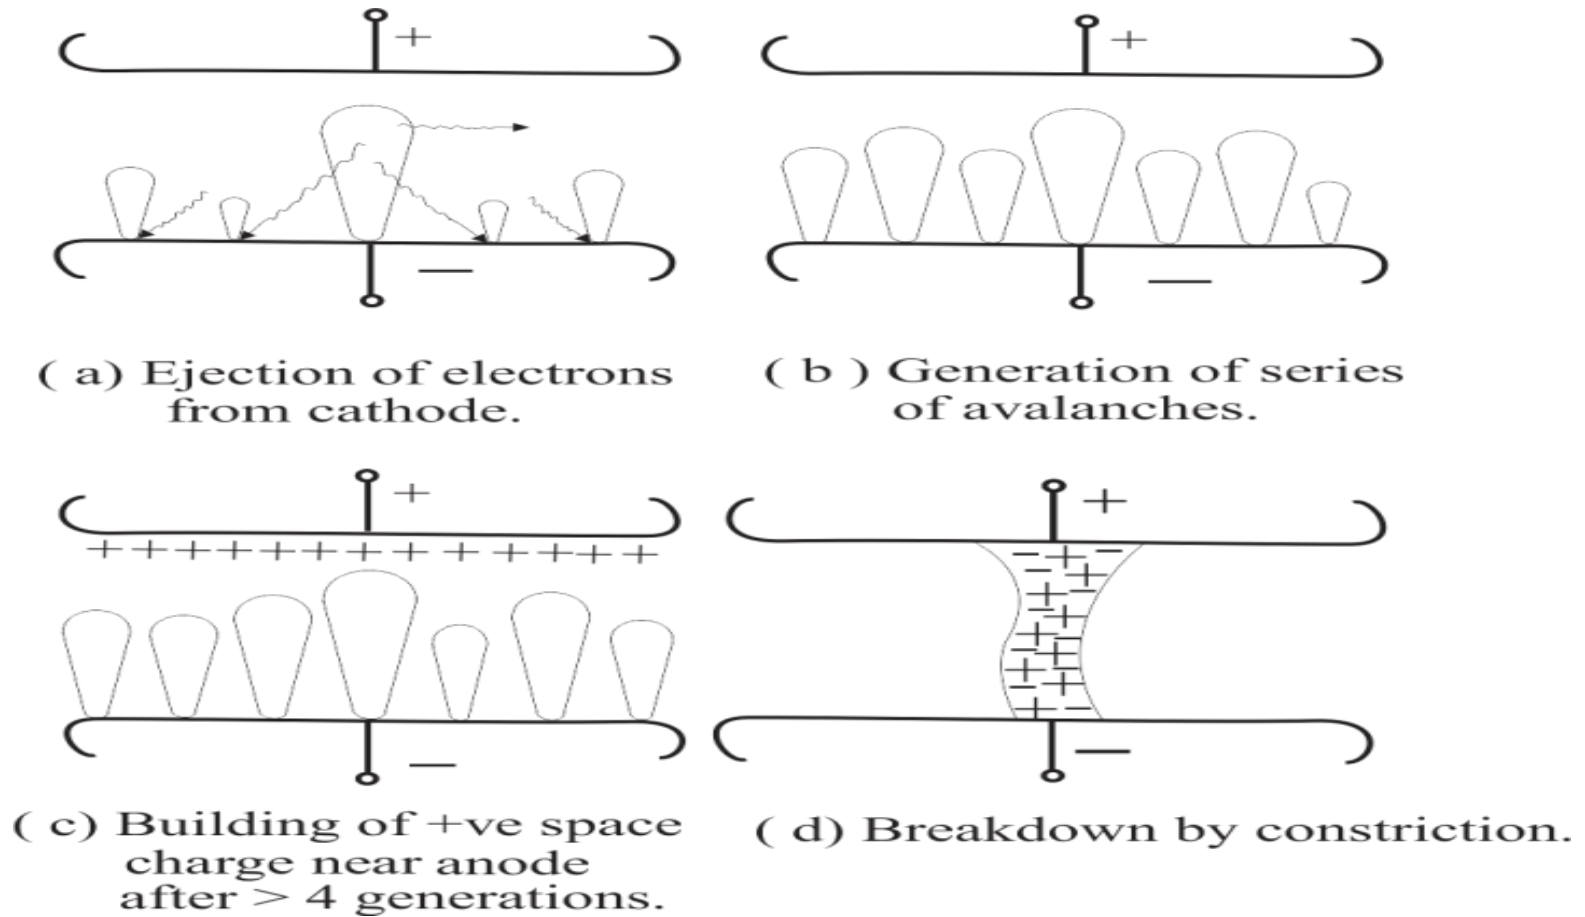 +
+
—
—
( a) Ejection of electrons
from cathode.
( b ) Generation of series
of avalanches.
+
+
+ + + + + + + + + + + + +
− + −
− +
+ −
− +
+ −
− +
+ −
− +
+ −
—
—
( c) Building of +ve space
charge near anode
after > 4 generations.
( d) Breakdown by constriction.